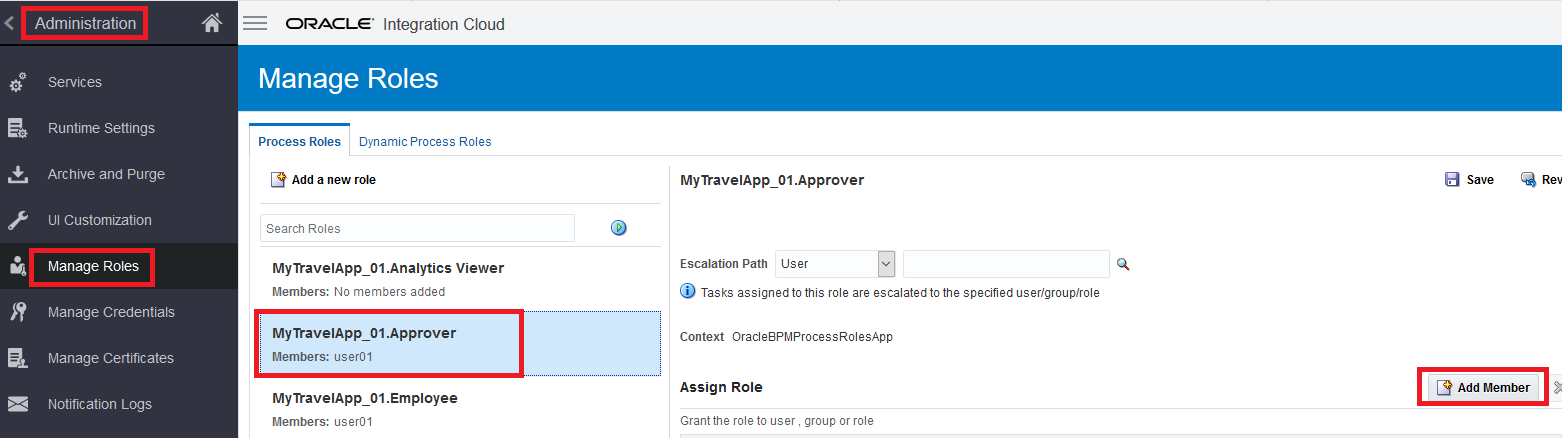 Administration
ORACLE Integration Cloud
Services
Runtime Settings
Archive and Purge
UI Customization
Manage Roles
Manage Credentials
Manage Certificates
Notification Logs
Manage Roles
Process Roles
Dynamic Process Roles
Add a new role
Search Roles
MyTravelApp_01.Analytics Viewer
Members: No members added
MyTravelApp_01.Approver
Members: user01
MyTravelApp_01.Employee
Members: user01
MyTravelApp_01.Approver
Save
Rev
Escalation Path User
Tasks assigned to this role are escalated to the specified user/group/role
Context OracleBPMProcessRolesApp
Assign Role
Add Member
Grant the role to user , group or role